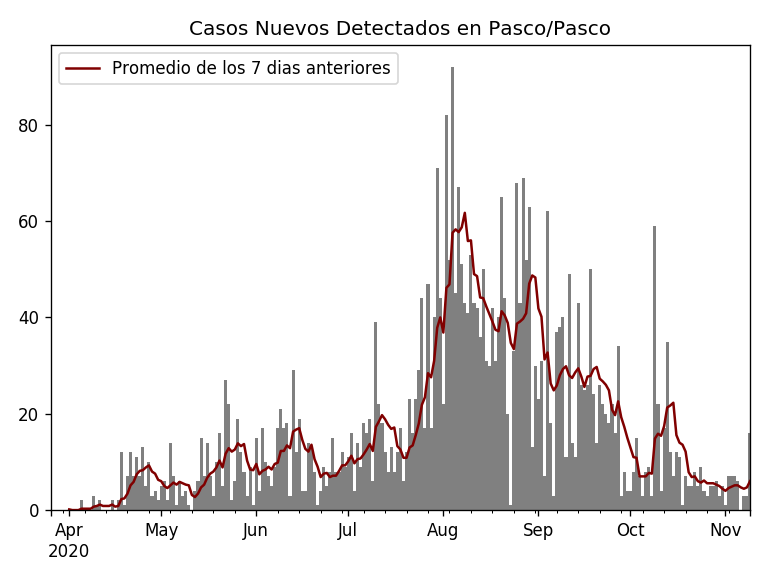 Casos Nuevos Detectados en Pasco/Pasco
Promedio de los 7 dias anteriores
80
60
40
20
0
Apr May Jun Jul Aug Sep Oct Nov
2020